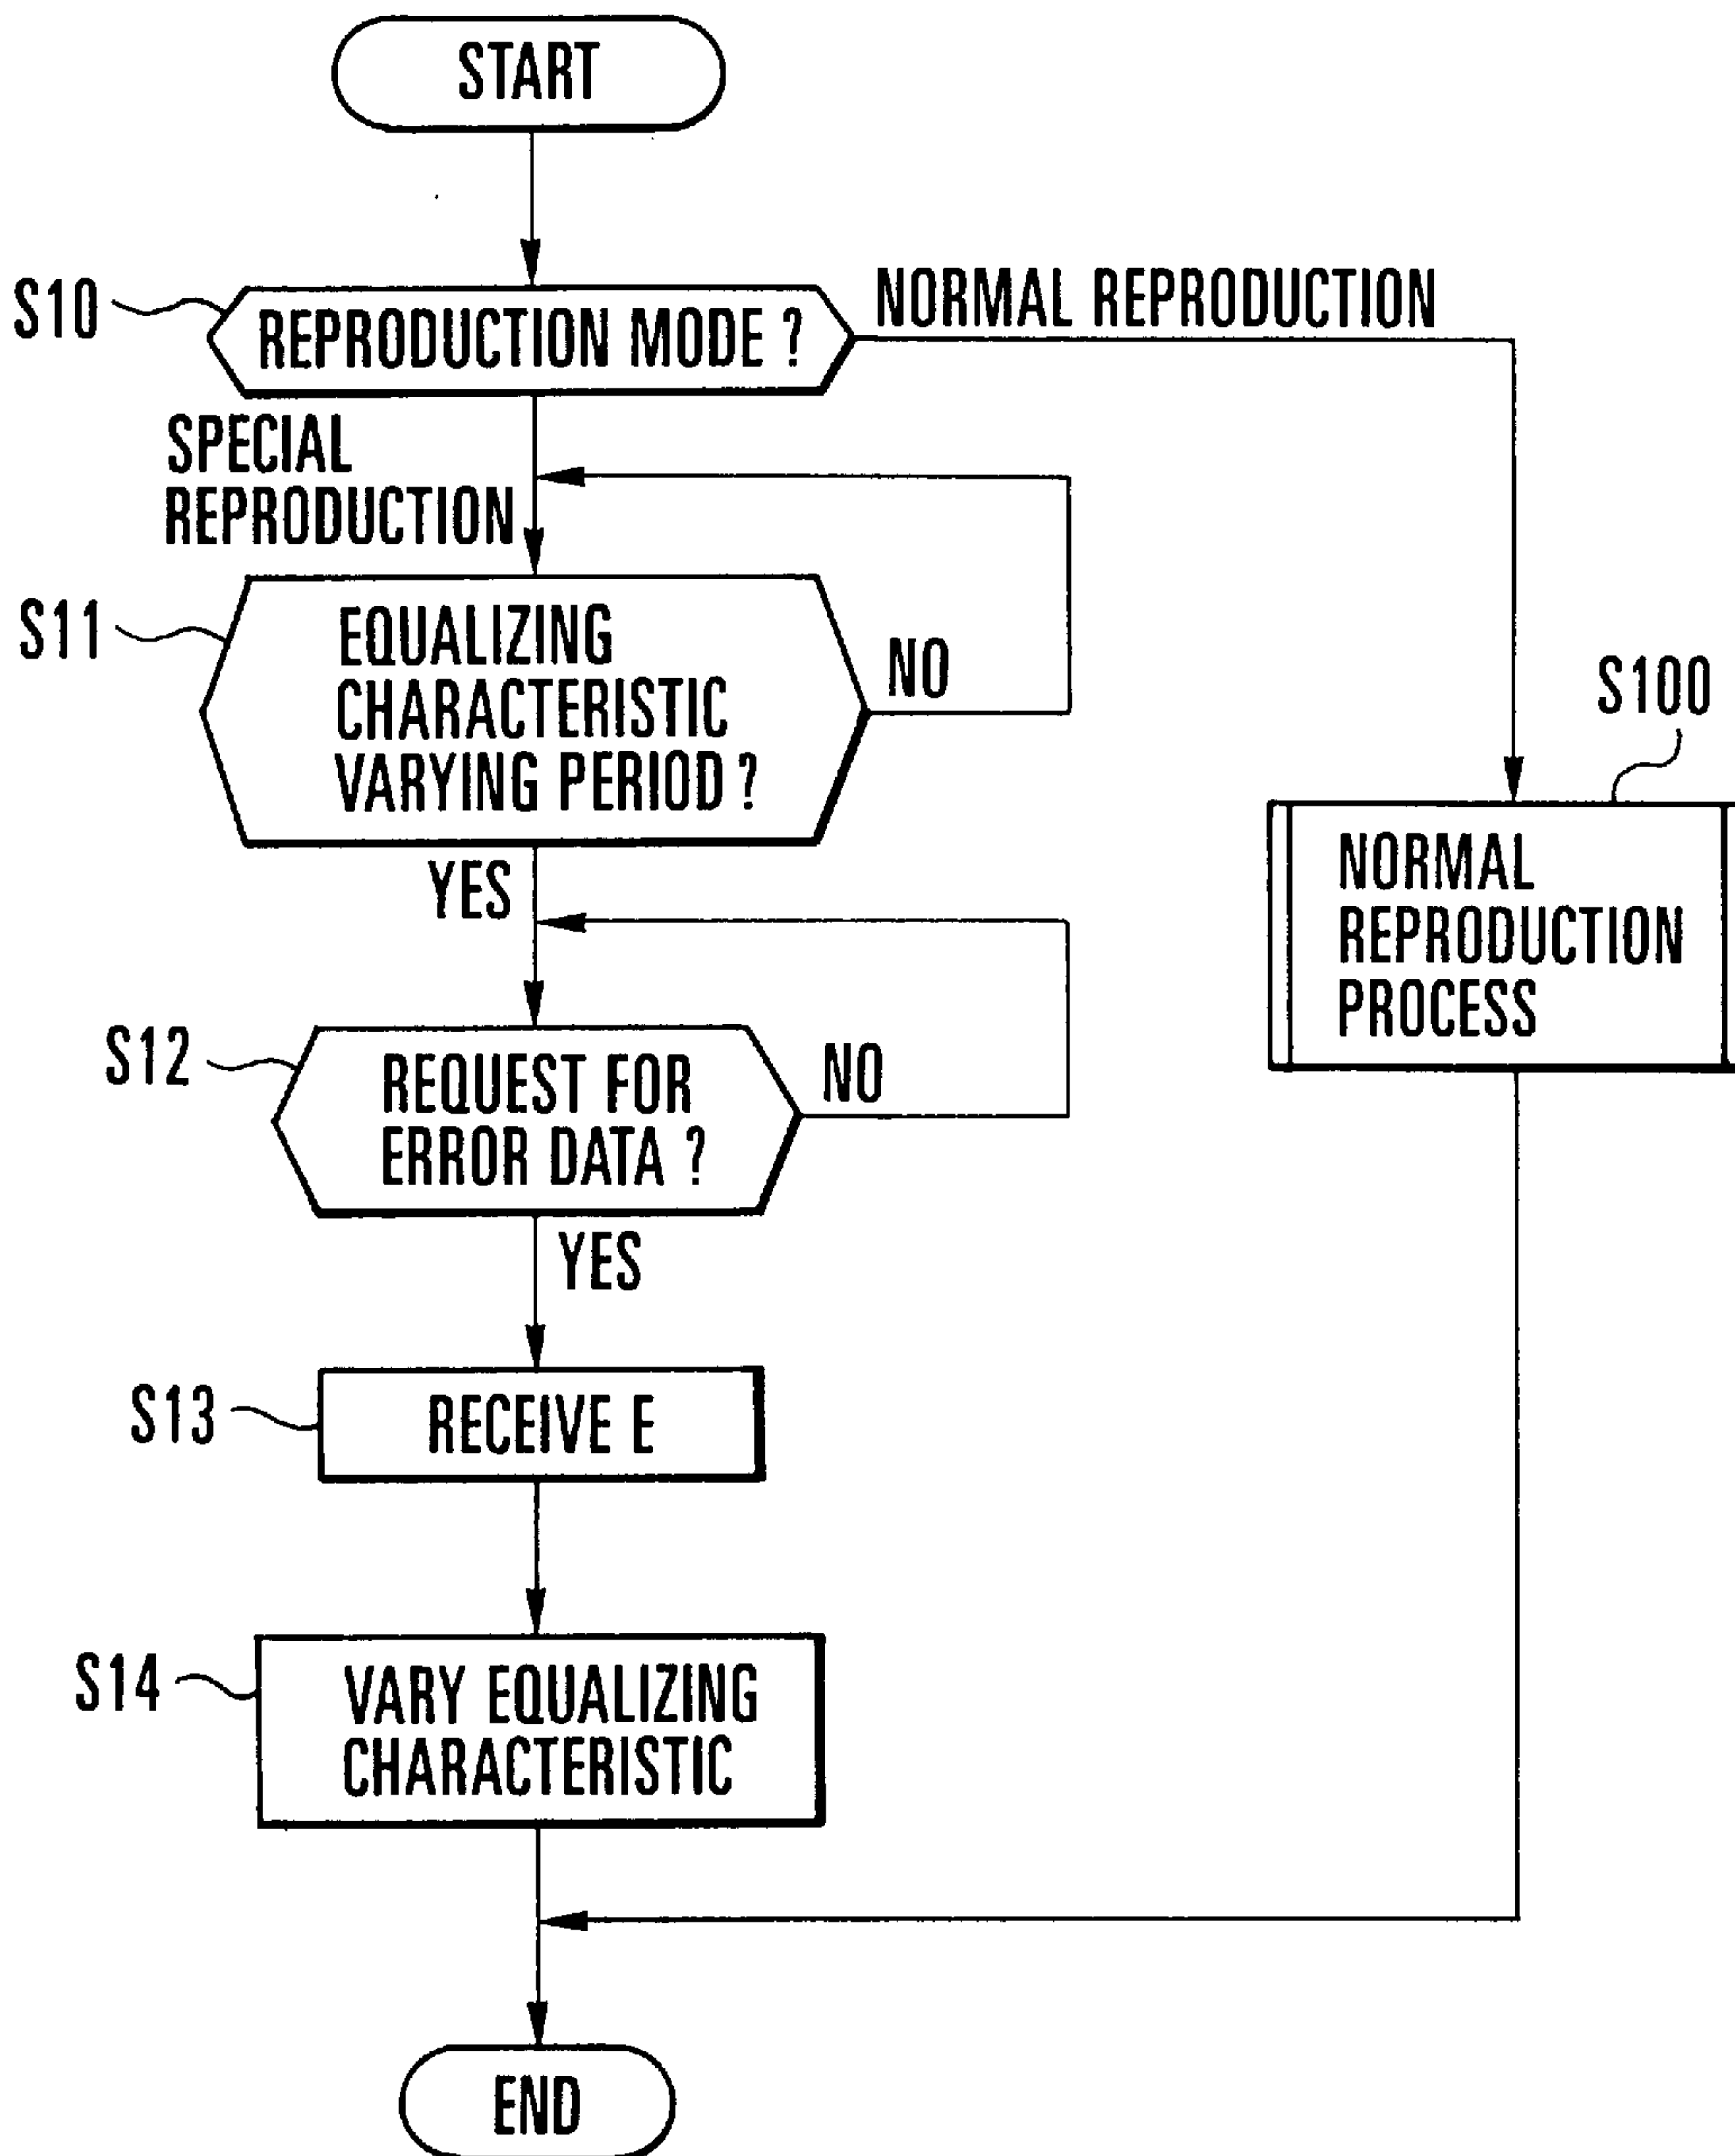 START
S10
REPRODUCTION MODE ?
NORMAL REPRODUCTION
SPECIAL
REPRODUCTION
S11
EQUALIZING
CHARACTERISTIC
VARYING PERIOD ?
NO
S100
YES
NORMAL
REPRODUCTION
PROCESS
S12
REQUEST FOR
ERROR DATA ?
NO
YES
S13
RECEIVE E
S14
VARY EQUALIZING
CHARACTERISTIC
END